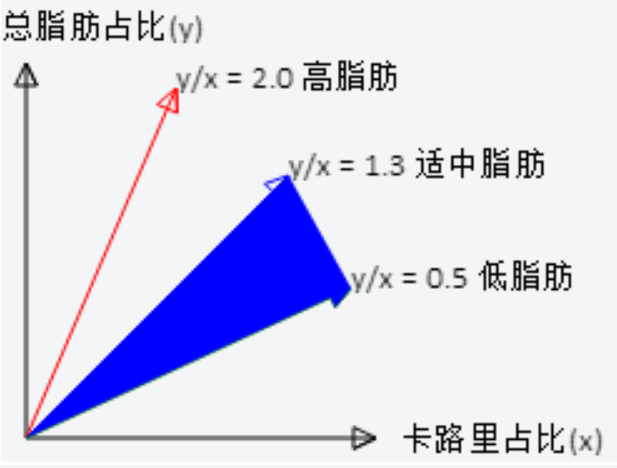 总脂肪占比(y)
y/x = 2.0 高脂肪
y/x = 1.3 适中脂肪
y/x = 0.5 低脂肪
卡路里占比(x)